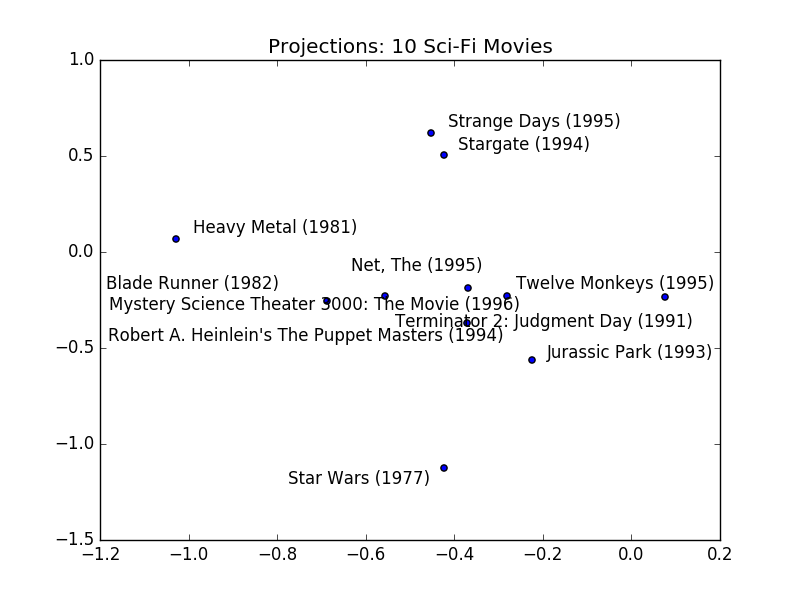 Projections: 10 Sci-Fi Movies
1.0
Strange Days (1995)
Stargate (1994)
0.5
Heavy Metal (1981)
0.0
Net, The (1995)
Blade Runner (1982)
Twelve Monkeys (1995)
Mystery Science Theater 3000: The Movie (1996)
Terminator 2: Judgment Day (1991)
Robert A. Heinlein's The Puppet Masters (1994)
−0.5
Jurassic Park (1993)
−1.0
Star Wars (1977)
−1.5
−1.2 −1.0 −0.8 −0.6 −0.4 −0.2 0.0 0.2